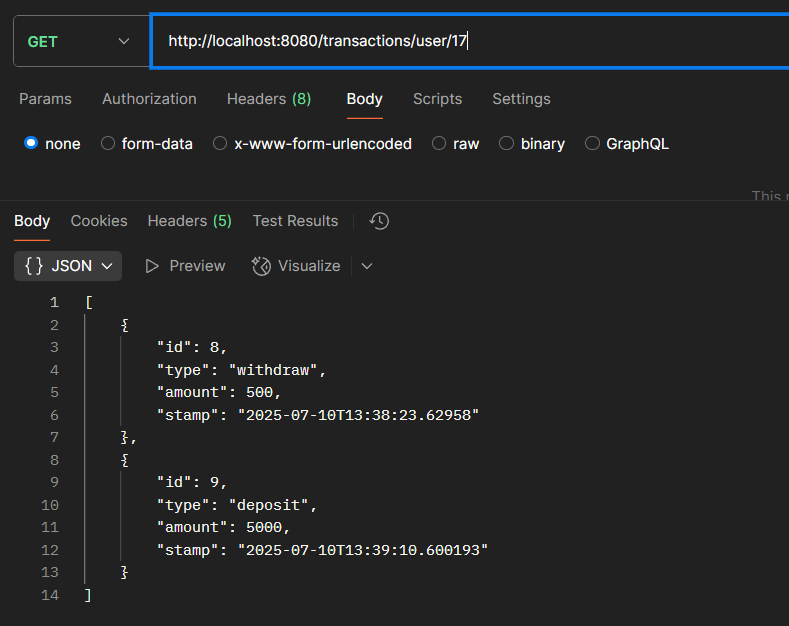 GET http://localhost:8080/transactions/user/17
Params Authorization Headers (8) Body Scripts Settings
none form-data x-www-form-urlencoded raw binary GraphQL
This
Body Cookies Headers (5) Test Results
{} JSON Preview Visualize
1 [
2 {
3 "id": 8,
4 "type": "withdraw",
5 "amount": 500,
6 "stamp": "2025-07-10T13:38:23.62958"
7 },
8 {
9 "id": 9,
10 "type": "deposit",
11 "amount": 5000,
12 "stamp": "2025-07-10T13:39:10.600193"
13 }
14 ]